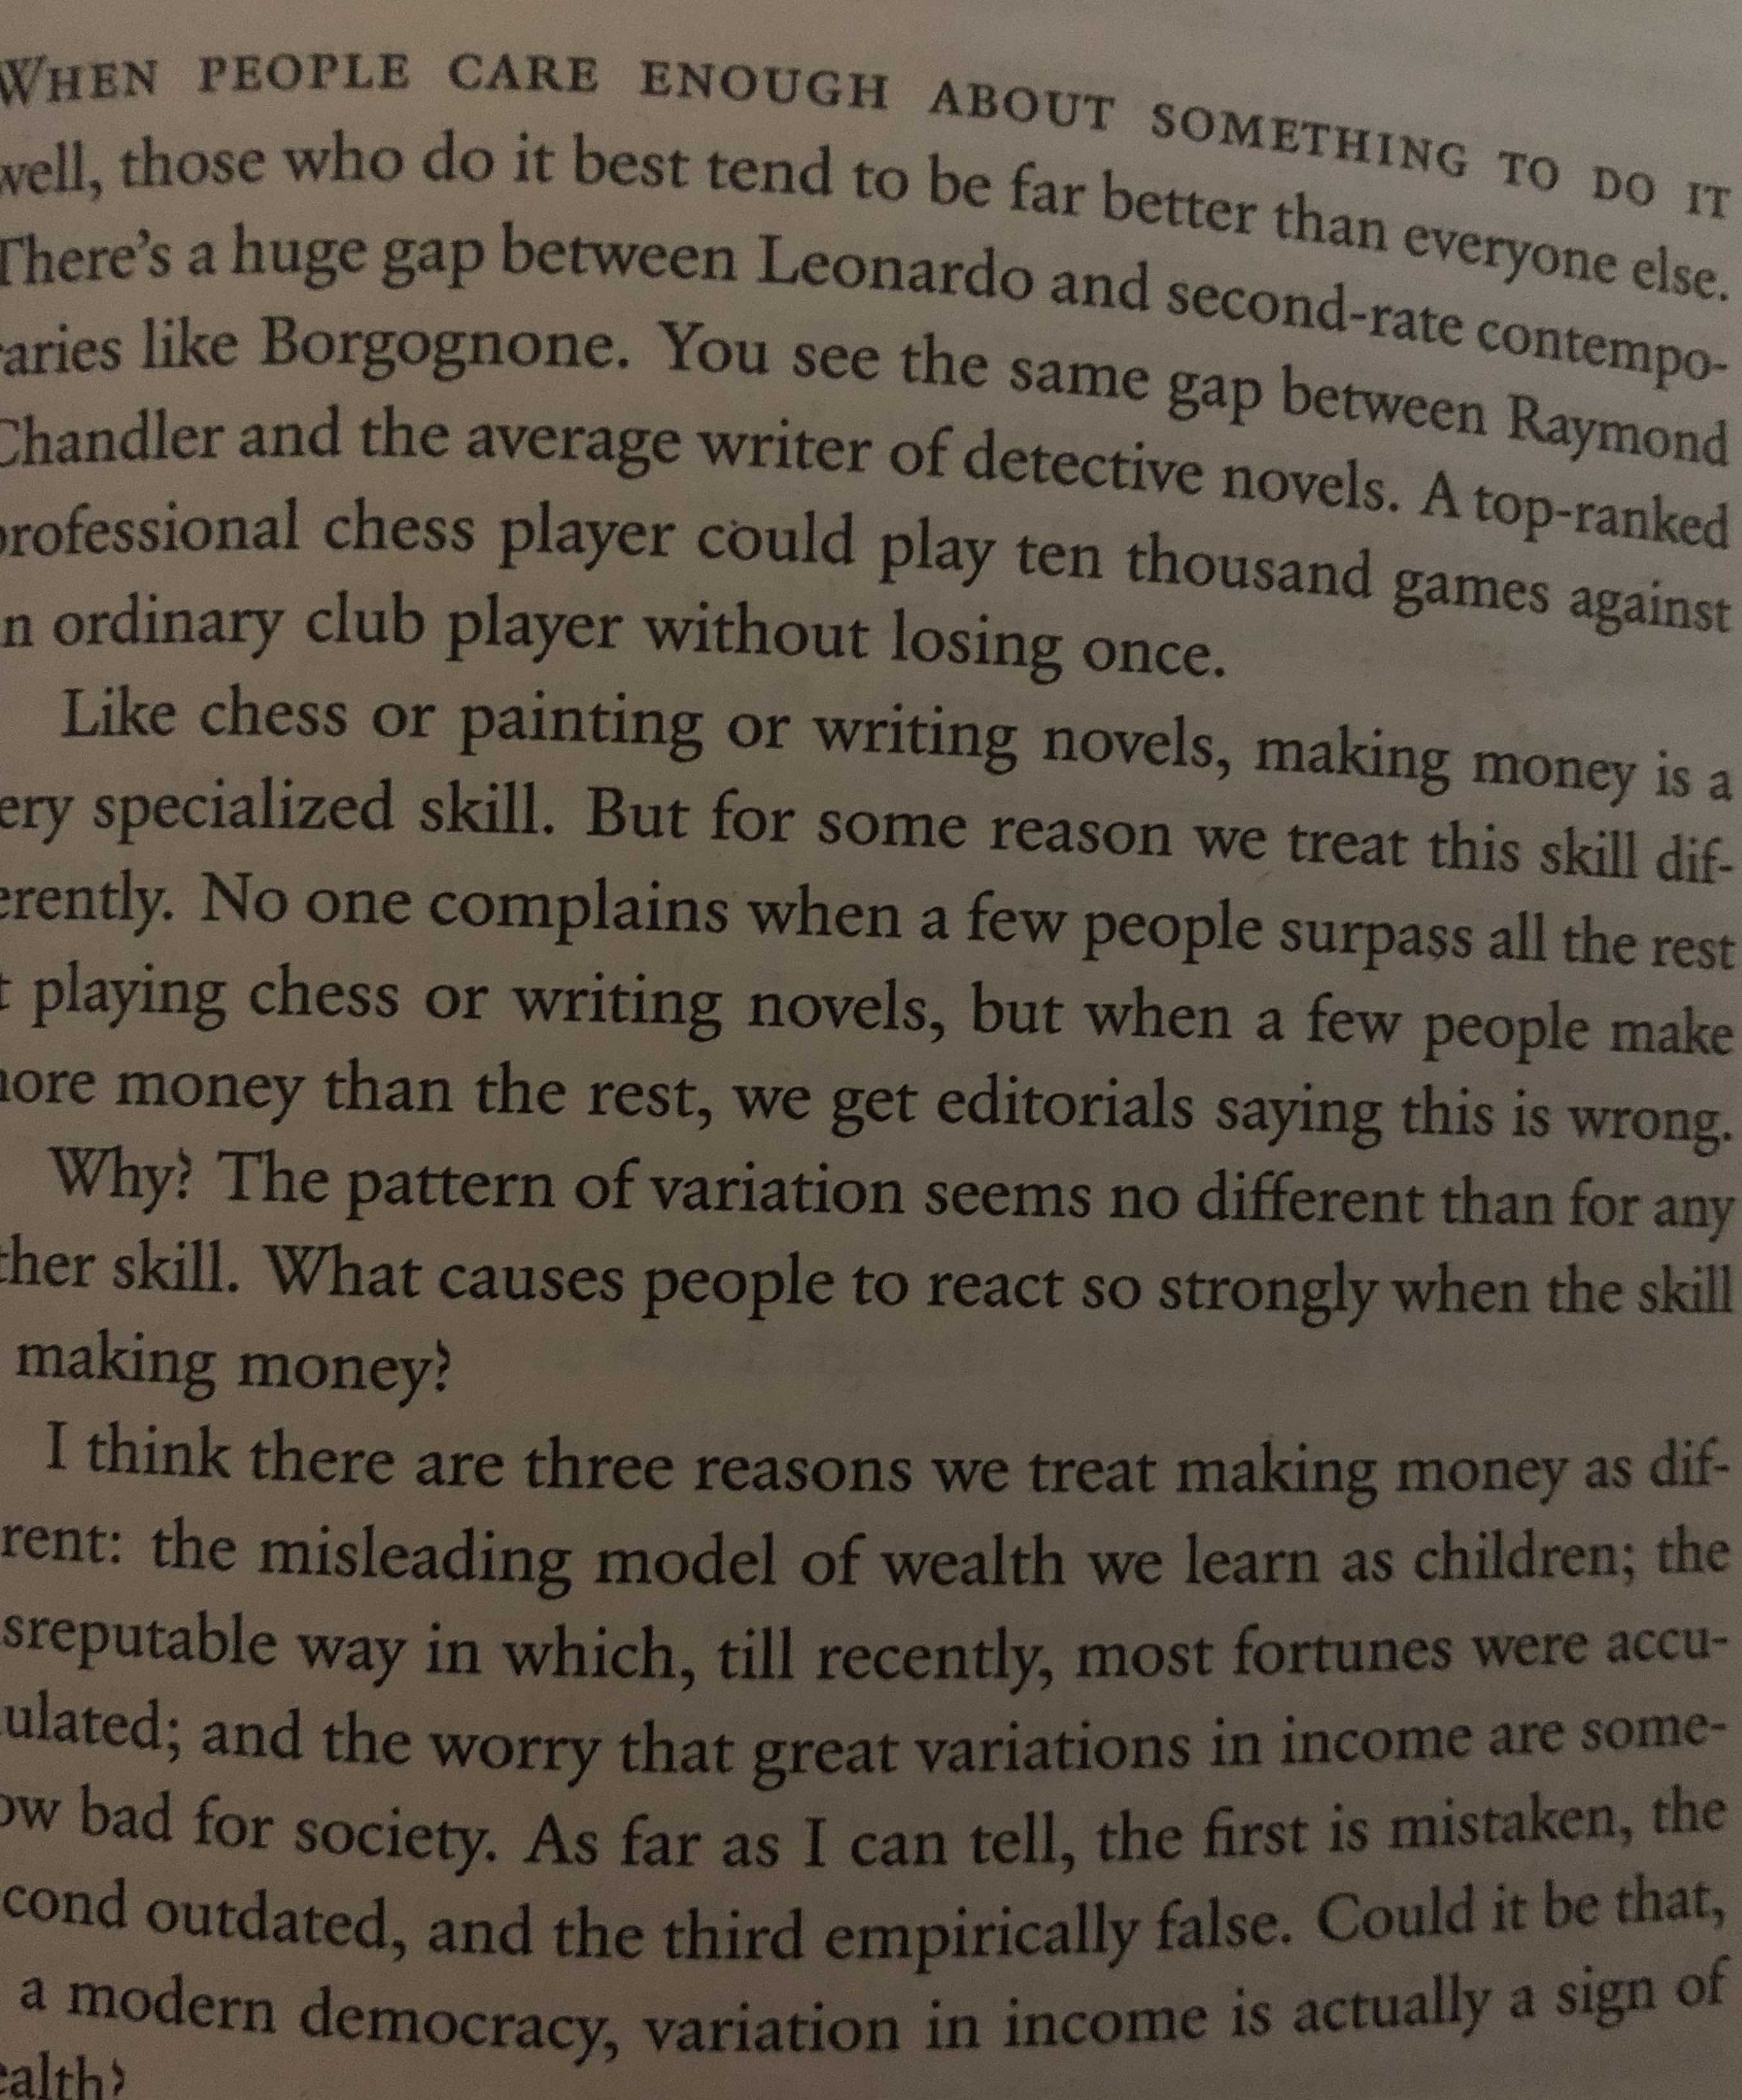 WHEN PEOPLE CARE ENOUGH ABOUT SOMETHING TO DO IT
well, those who do it best tend to be far better than everyone else.
There's a huge gap between Leonardo and second-rate contempo-
raries like Borgognone. You see the same gap between Raymond
Chandler and the average writer of detective novels. A top-ranked
professional chess player could play ten thousand games against
n ordinary club player without losing once.
Like chess or painting or writing novels, making money is a
ery specialized skill. But for some reason we treat this skill dif-
erently. No one complains when a few people surpass all the rest
t playing chess or writing novels, but when a few people make
more money than the rest, we get editorials saying this is wrong.
Why? The pattern of variation seems no different than for any
ther skill. What causes people to react so strongly when the skill
making money?
I think there are three reasons we treat making money as dif-
rent: the misleading model of wealth we learn as children; the
sreputable way in which, till recently, most fortunes were accu-
ulated; and the worry that great variations in income are some-
ow bad for society. As far as I can tell, the first is mistaken, the
cond outdated, and the third empirically false. Could it be that,
a modern democracy, variation in income is actually a sign of
ealth?